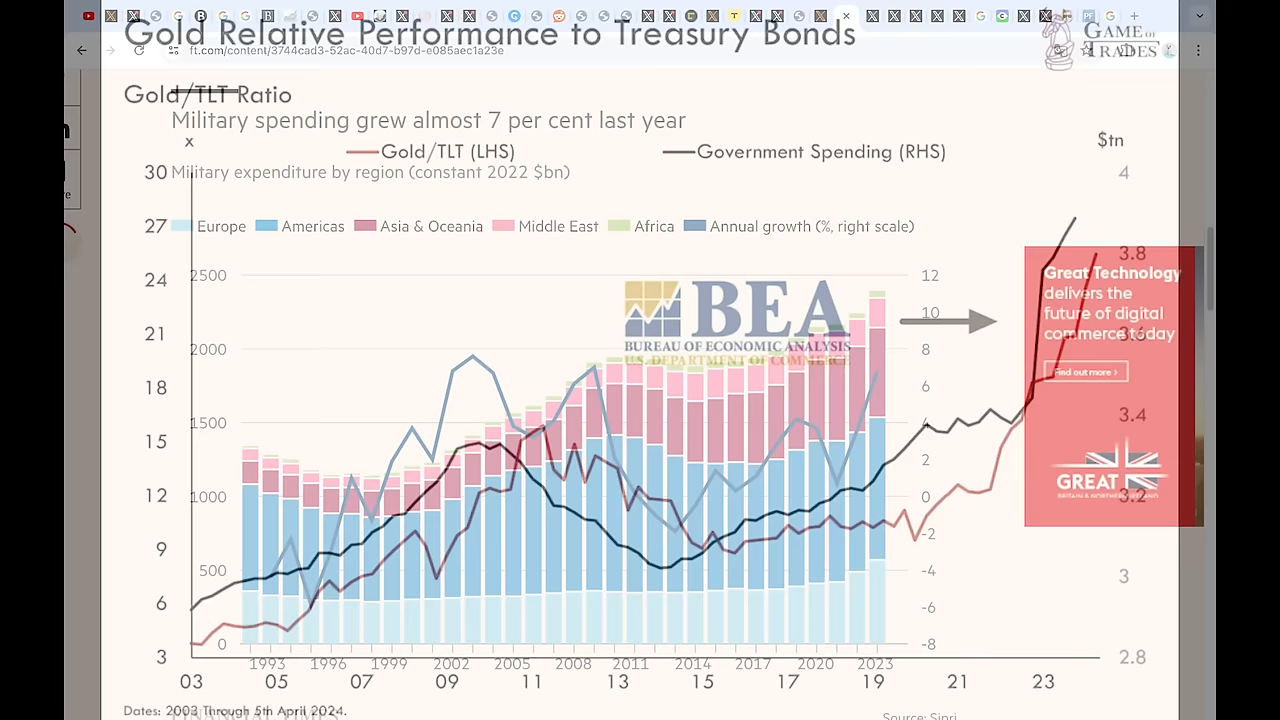 Gold Relative Performance to Treasury Bonds
GAME OF
TRADES
ft.com/content/3744cad3-52ac-40d7-b97d-e085aec1a23e
Gold/TLT Ratio
Military spending grew almost 7 per cent last year
x
$tn
Gold/TLT (LHS)
Government Spending (RHS)
Military expenditure by region (constant 2022 $bn)
Europe Americas Asia & Oceania Middle East Africa Annual growth (%, right scale)
30
27
24
21
18
15
12
9
6
3
2500
2000
1500
1000
500
0
12
10
8
6
4
2
0
-2
-4
-6
-8
4
3.8
3.6
3.4
3.2
3
2.8
BEA
BUREAU OF ECONOMIC ANALYSIS
U.S. DEPARTMENT OF COMMERCE
Great Technology
delivers the
future of digital
commerce today
Find out more >
GREAT
BRITAIN & NORTHERN IRELAND
1993 1996 1999 2002 2005 2008 2011 2014 2017 2020 2023
03 05 07 09 11 13 15 17 19 21 23
Dates: 2003 Through 5th April 2024.
FINANCIAL TIMES
Source: Sipri